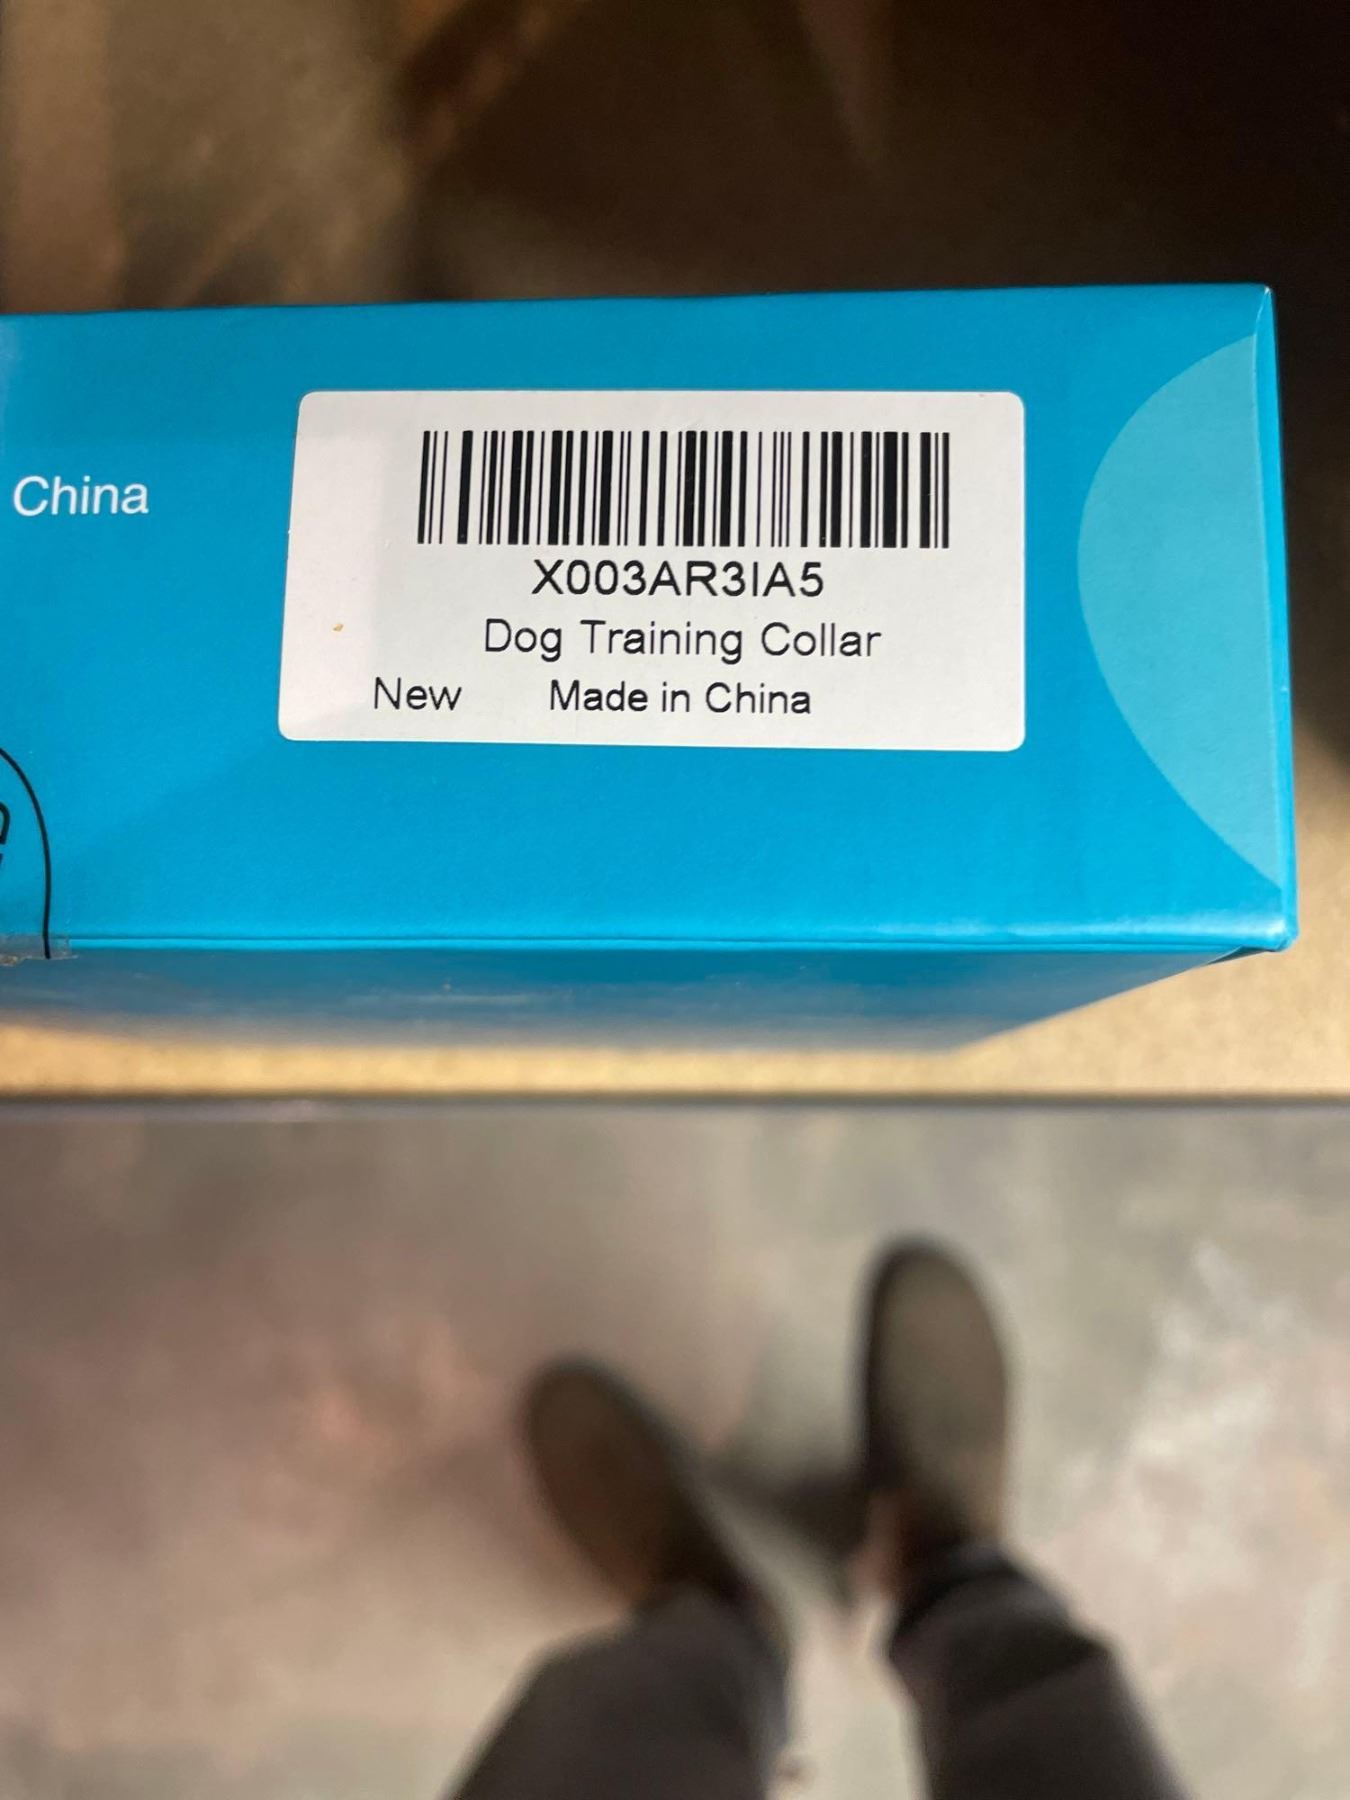 China
X003AR3IA5
Dog Training Collar
New Made in China